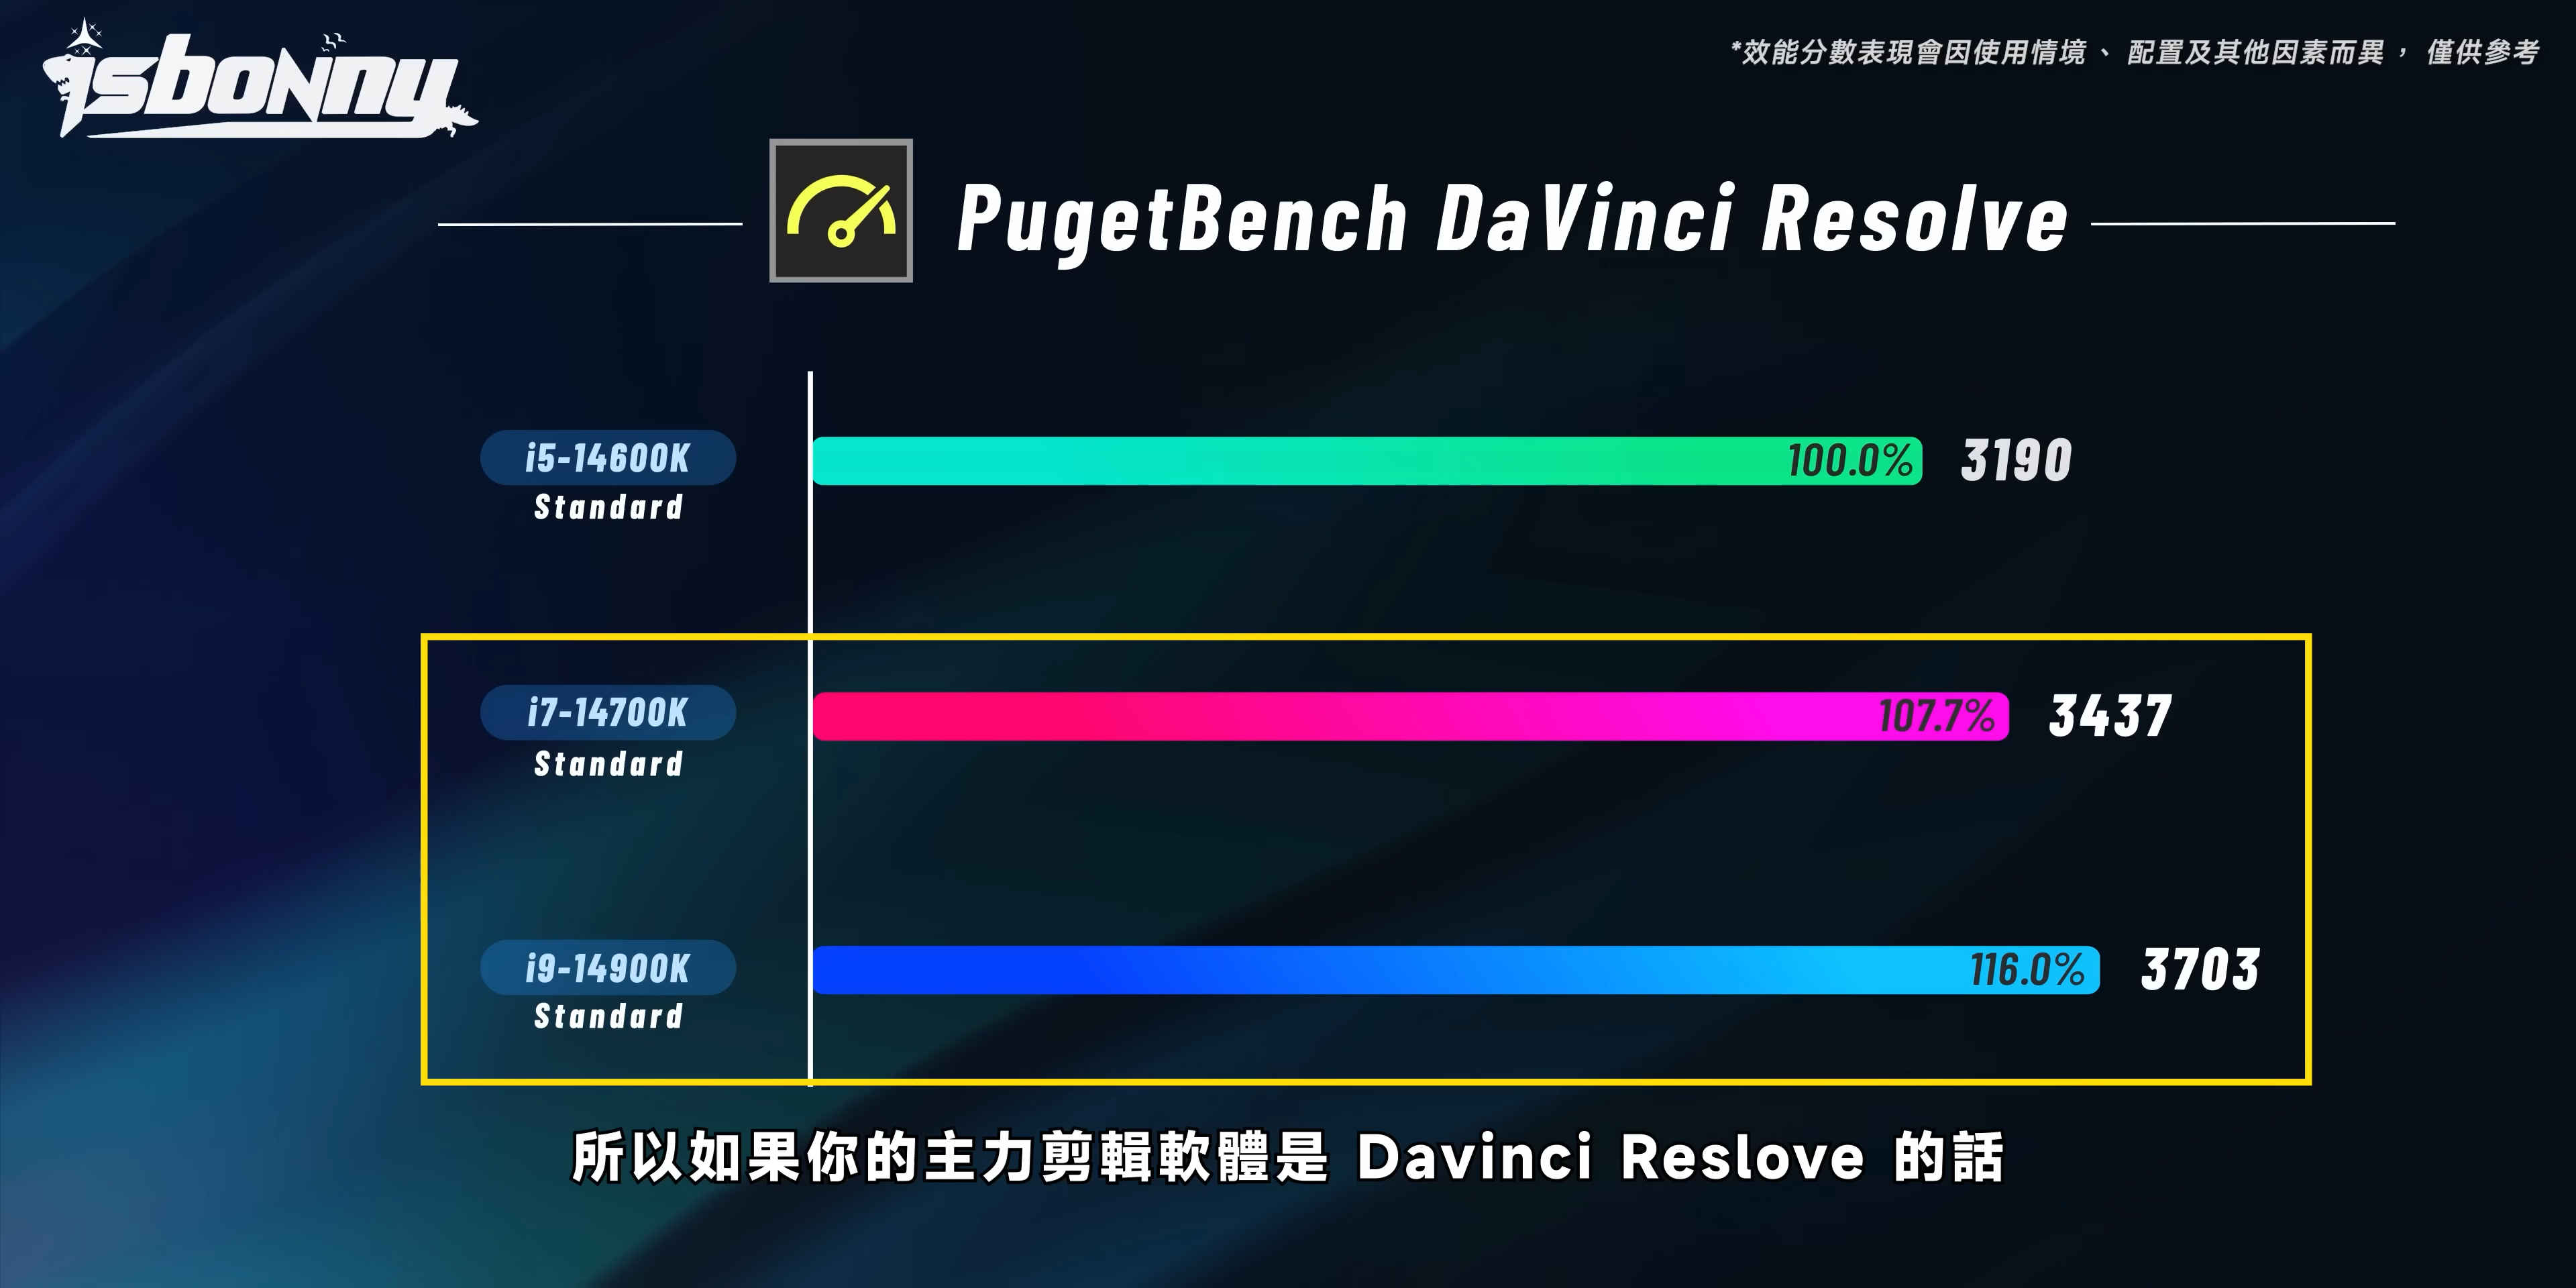 isbonny
*效能分數表現會因使用情境、 配置及其他因素而異， 僅供參考
PugetBench DaVinci Resolve
i5-14600K
Standard
100.0%
3190
i7-14700K
Standard
107.7%
3437
i9-14900K
Standard
116.0%
3703
所以如果你的主力剪輯軟體是 Davinci Reslove 的話